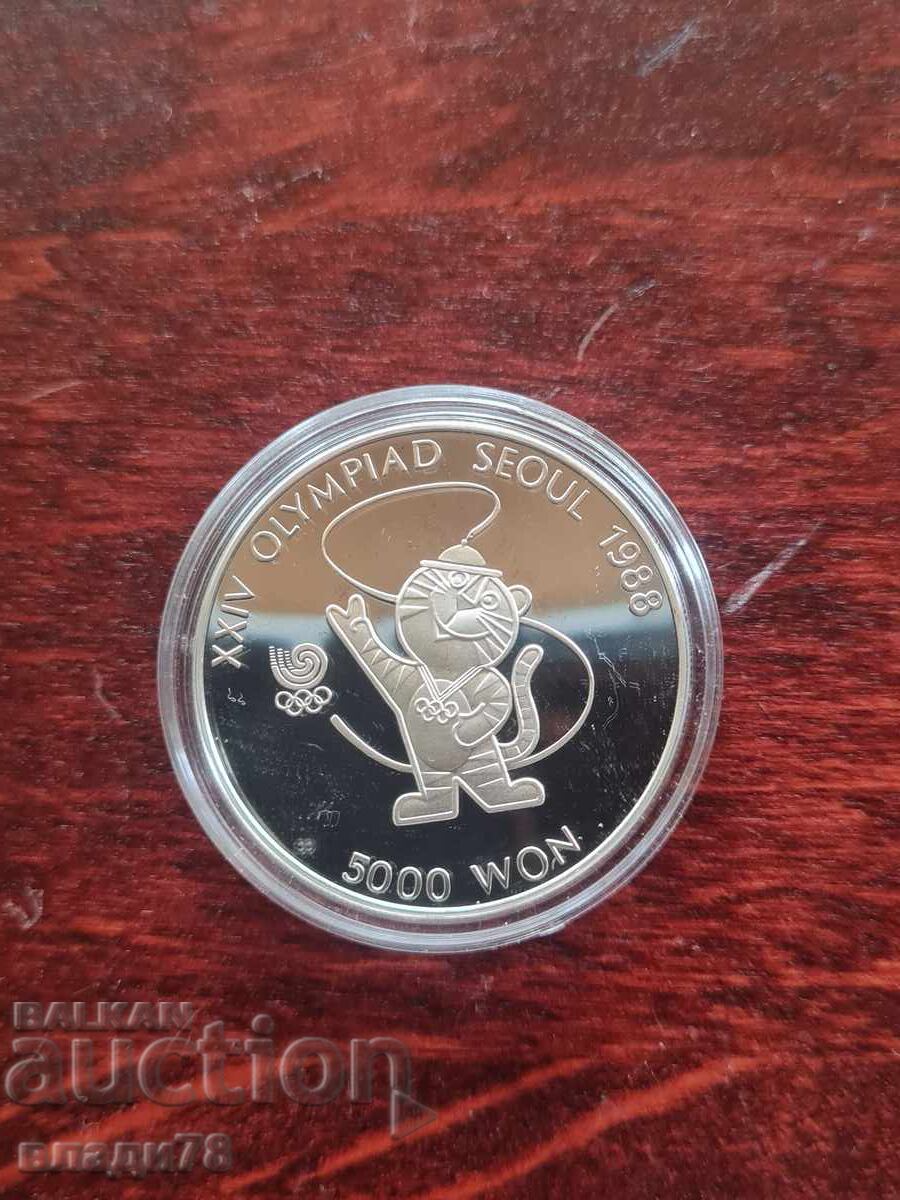 XXIV OLYMPIAD SEOUL 1988
5000 WON
BALKAN
auction
влади78